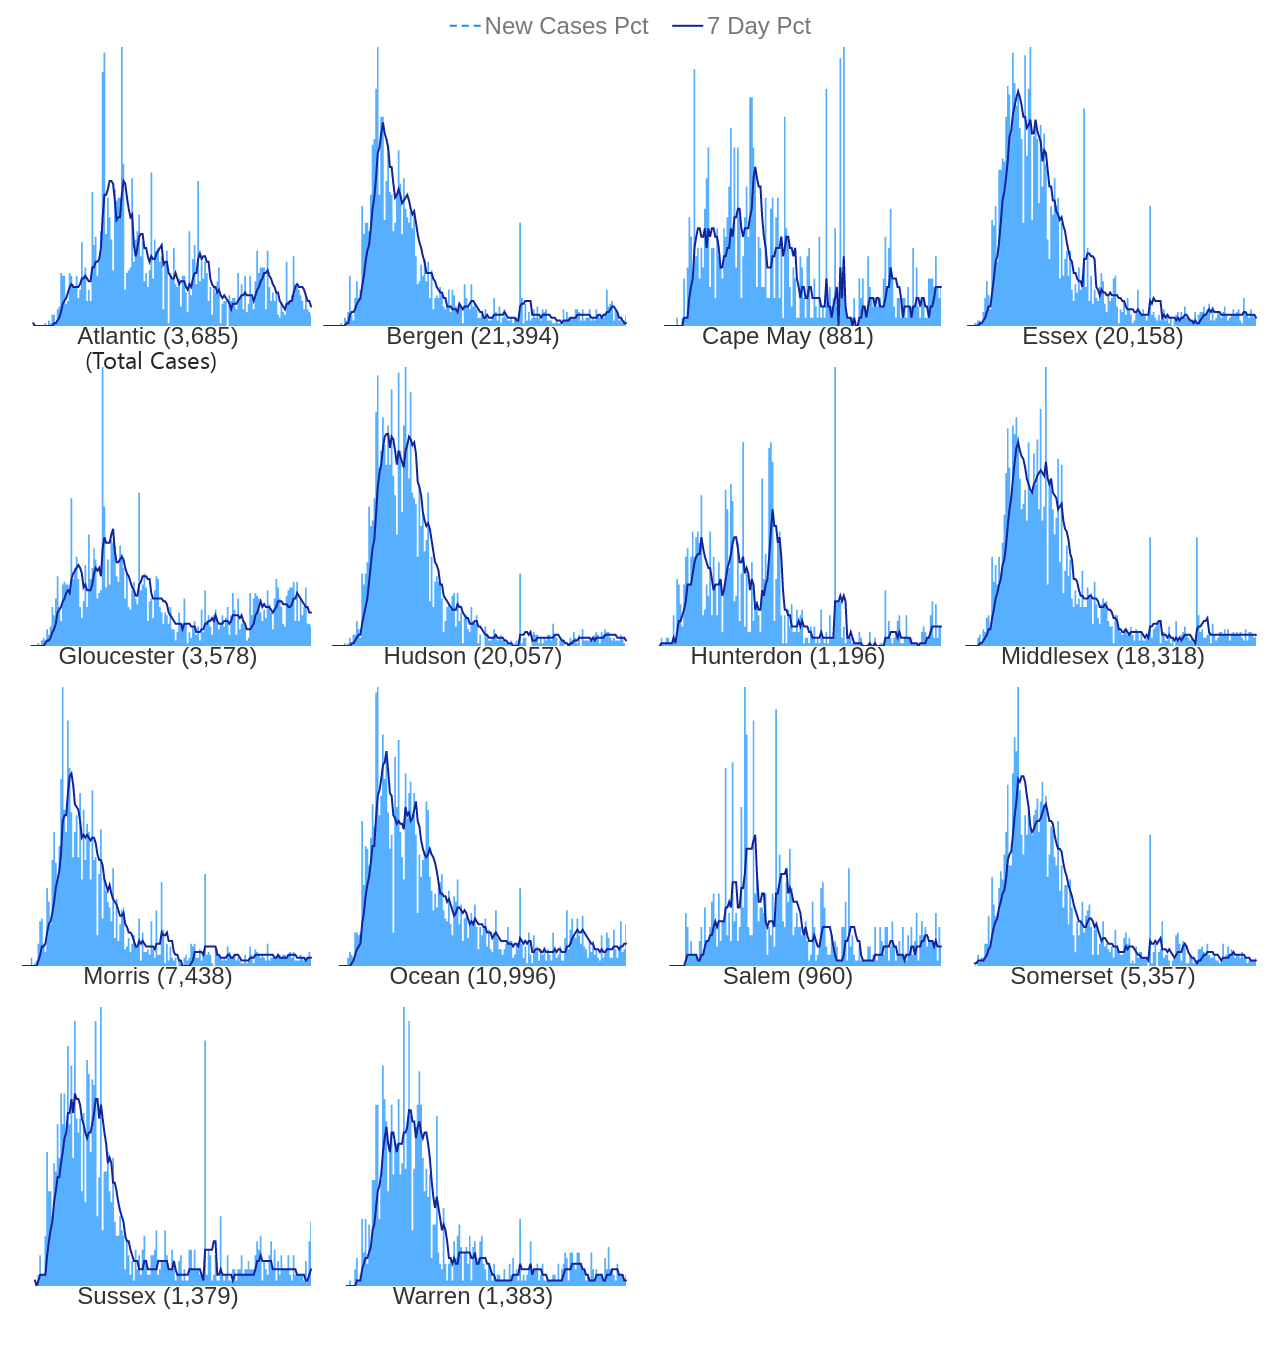 New Cases Pct 7 Day Pct
Atlantic (3,685) Bergen (21,394) Cape May (881) Essex (20,158)
(Total Cases)
Gloucester (3,578) Hudson (20,057) Hunterdon (1,196) Middlesex (18,318)
Morris (7,438) Ocean (10,996) Salem (960) Somerset (5,357)
Sussex (1,379) Warren (1,383)